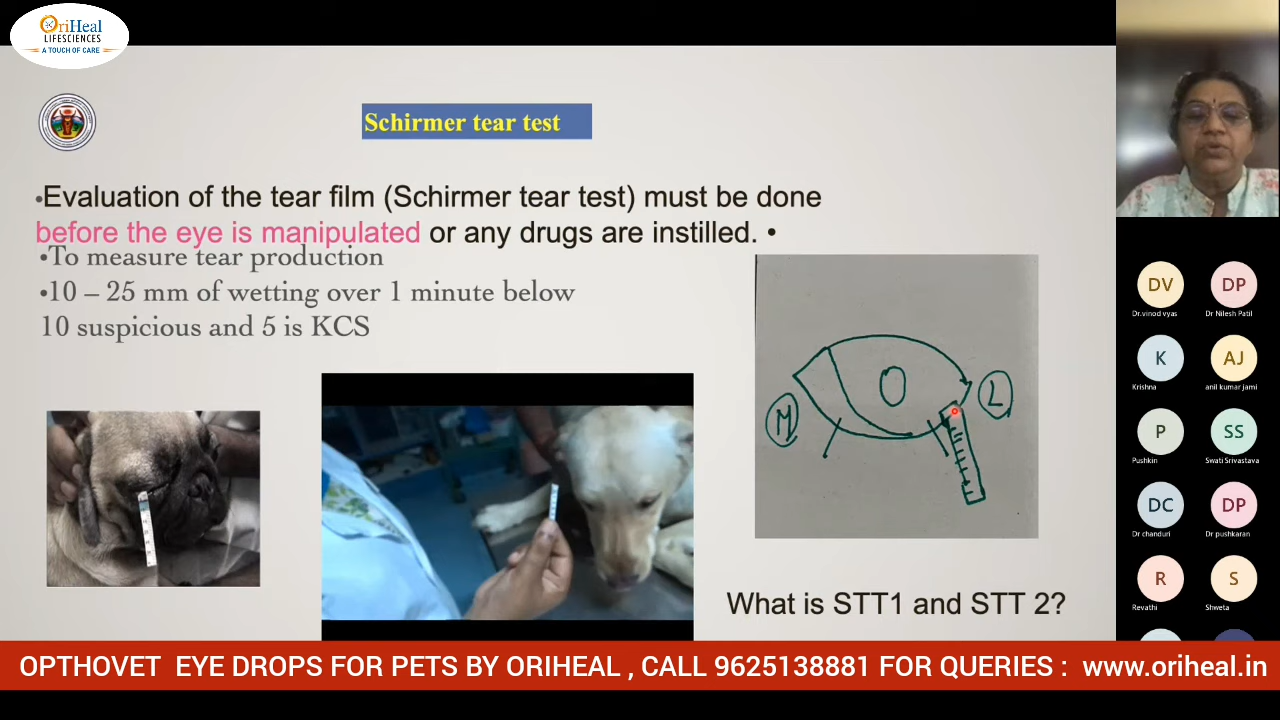 OriHeal
LIFESCIENCES
A TOUCH OF CARE
Schirmer tear test
•Evaluation of the tear film (Schirmer tear test) must be done
before the eye is manipulated or any drugs are instilled. •
•To measure tear production
•10 – 25 mm of wetting over 1 minute below
10 suspicious and 5 is KCS
M
L
What is STT1 and STT 2?
DV
DP
Dr.vinod vyas
Dr Nilesh Patil
K
AJ
Krishna
anil kumar jami
P
SS
Pushkin
Swati Srivastava
DC
DP
Dr chanduri
Dr pushkaran
R
S
Revathi
Shweta
OPTHOVET EYE DROPS FOR PETS BY ORIHEAL , CALL 9625138881 FOR QUERIES : www.oriheal.in